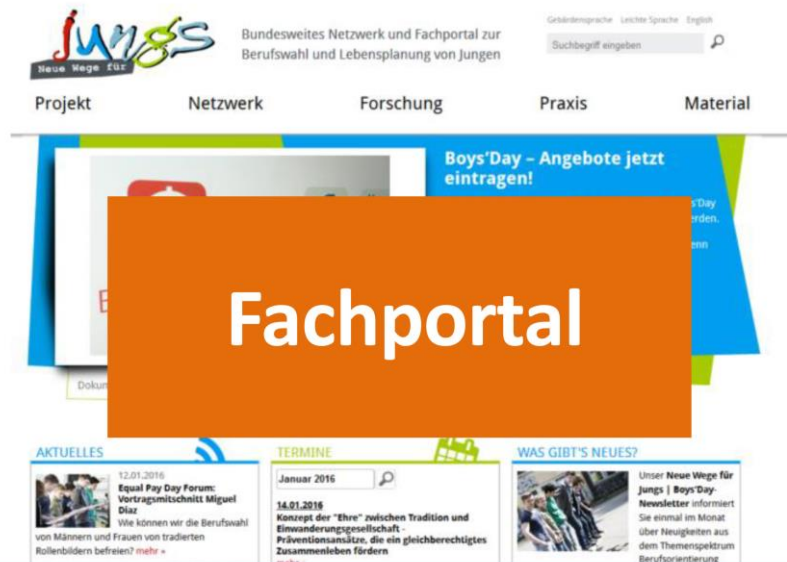 Jungs
Neue Wege für
Bundesweites Netzwerk und Fachportal zur
Berufswahl und Lebensplanung von Jungen
Gebärdensprache Leichte Sprache English
Suchbegriff eingeben
Projekt Netzwerk Forschung Praxis Material
Boys'Day – Angebote jetzt
eintragen!
Fachportal
AKTUELLES
12.01.2016
Equal Pay Day Forum:
Vortragsmitschnitt Miguel
Diaz
Wie können wir die Berufswahl
von Männern und Frauen von tradierten
Rollenbildern befreien? mehr »
TERMINE
Januar 2016
14.01.2016
Konzept der "Ehre" zwischen Tradition und
Einwanderungsgesellschaft -
Präventionsansätze, die ein gleichberechtigtes
Zusammenleben fördern
WAS GIBT'S NEUES?
Unser Neue Wege für
Jungs | Boys'Day-
Newsletter informiert
Sie einmal im Monat
über Neuigkeiten aus
dem Themenspektrum
Berufsorientierung